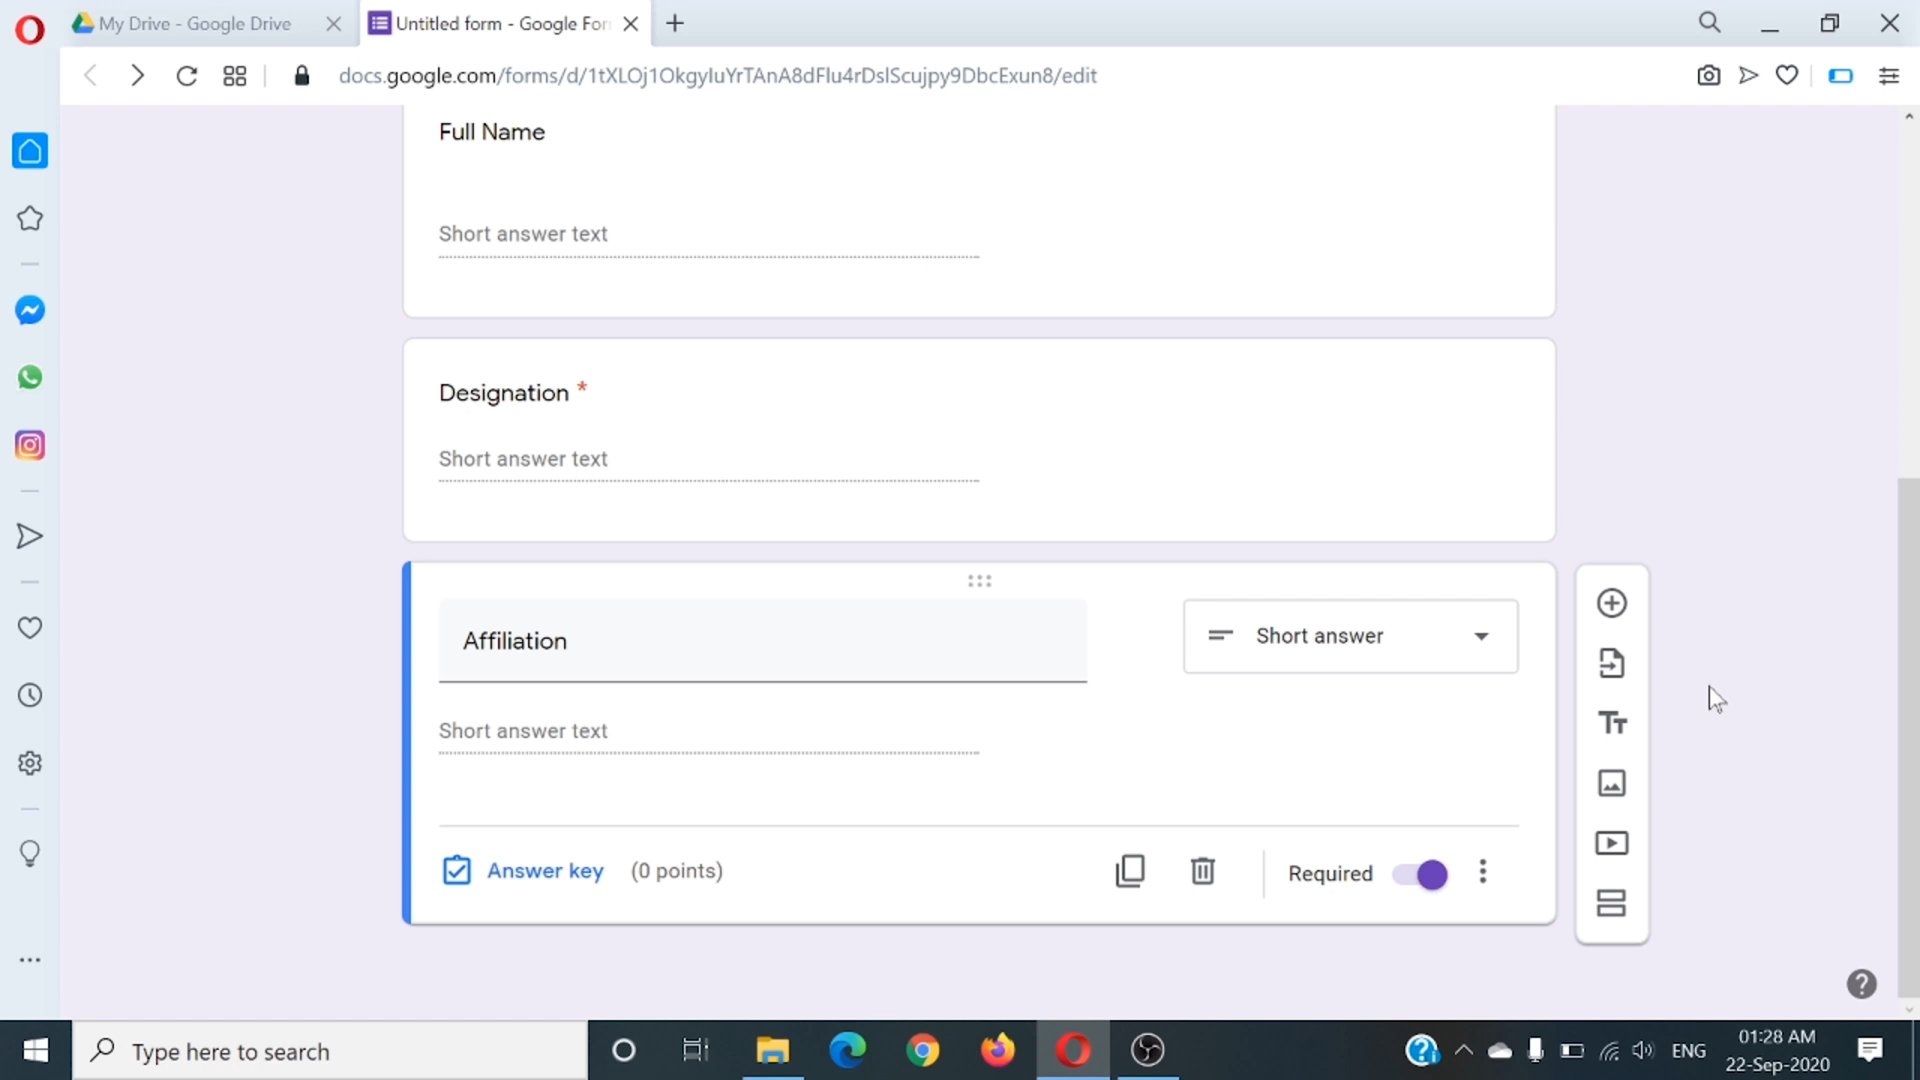 My Drive - Google Drive
Untitled form - Google For
docs.google.com/forms/d/1tXLOj1OkgyIuYrTAnA8dFlu4rDslScujpy9DbcExun8/edit
Full Name
Short answer text
Designation *
Short answer text
Affiliation
Short answer
Short answer text
Answer key (0 points)
Required
Type here to search
ENG
01:28 AM
22-Sep-2020